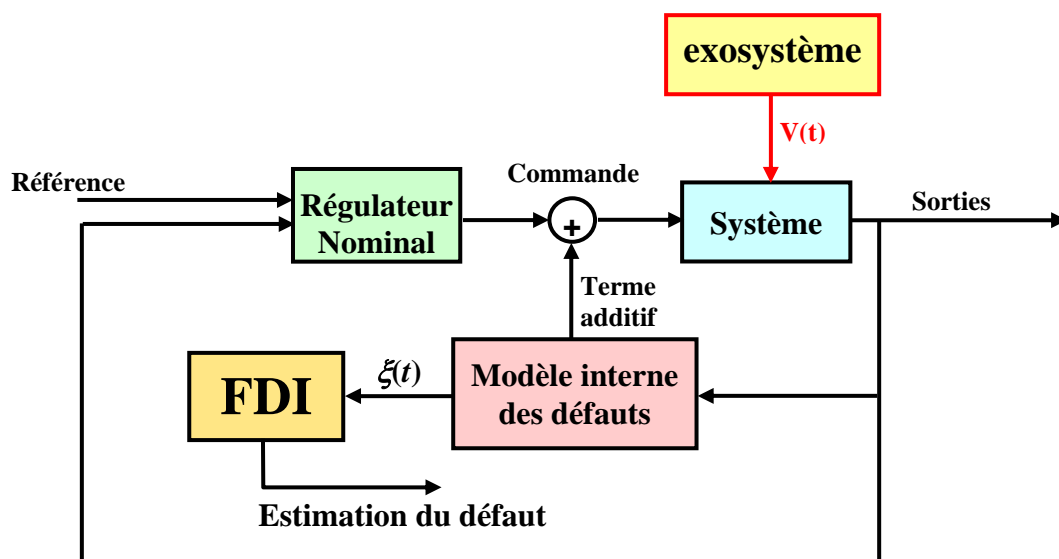 exosystème
V(t)
Référence
Commande
Régulateur
Nominal
+
Système
Sorties
Terme
additif
FDI
ξ(t)
Modèle interne
des défauts
Estimation du défaut